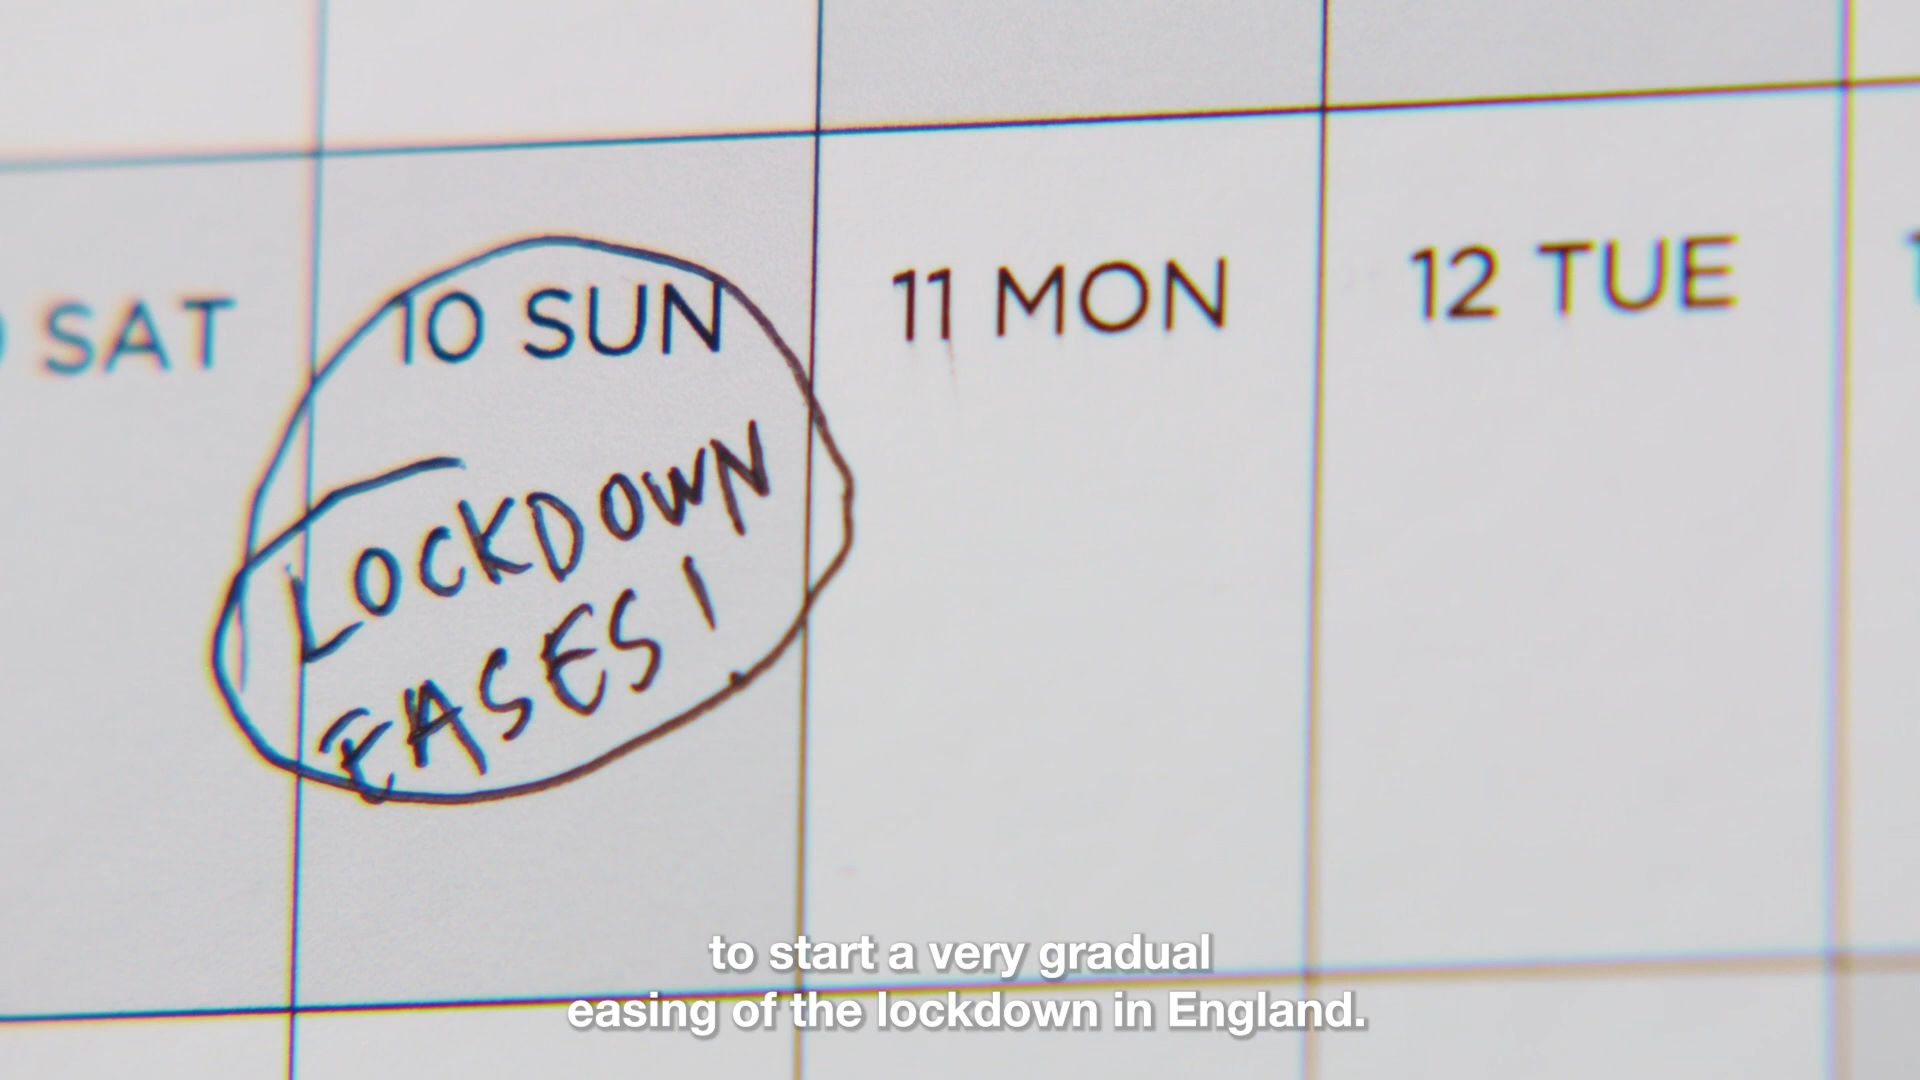 SAT
10 SUN
11 MON
12 TUE
LOCKDOWN
EASES!
to start a very gradual
easing of the lockdown in England.